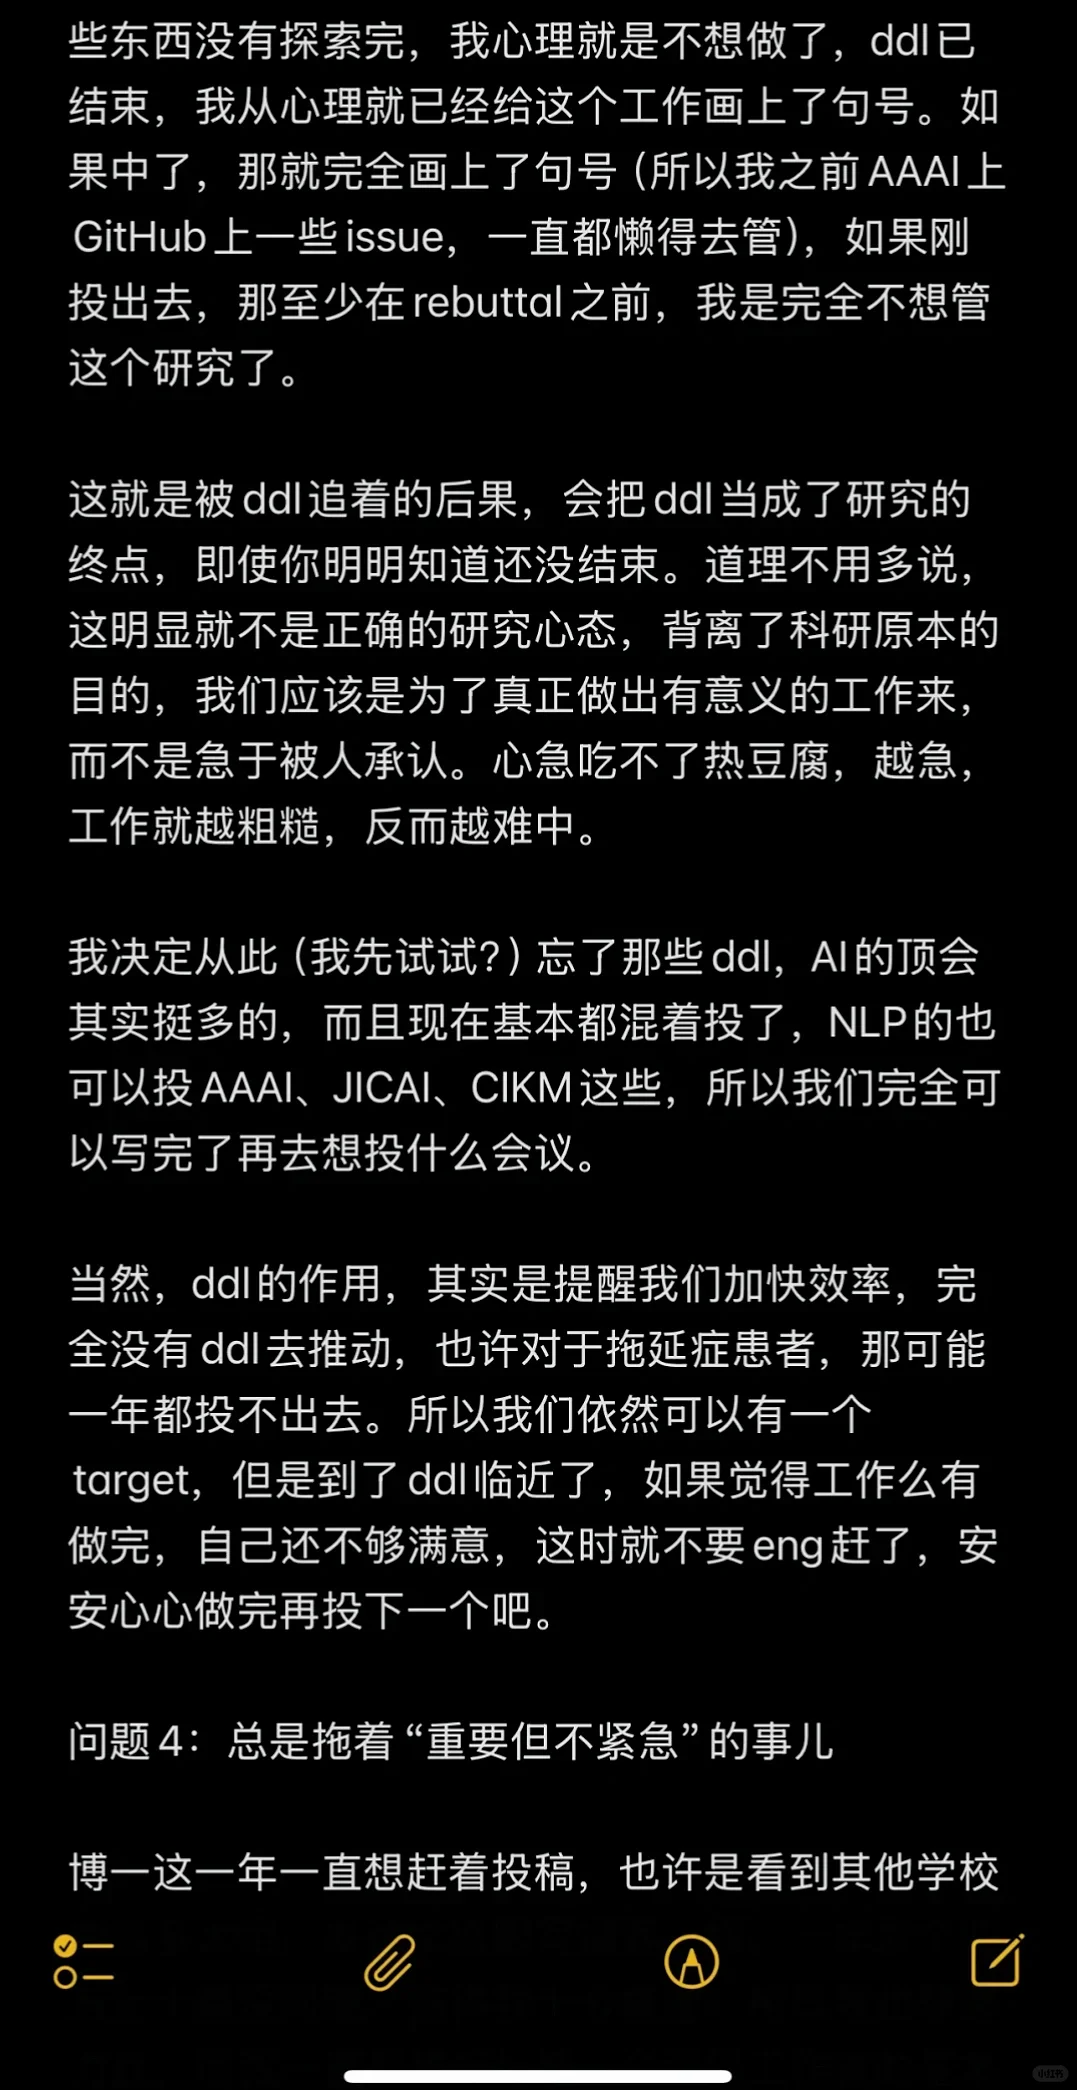 些东西没有探索完，我心理就是不想做了，ddl已
结束，我从心理就已经给这个工作画上了句号。如
果中了，那就完全画上了句号（所以我之前AAAI上
GitHub上一些issue，一直都懒得去管），如果刚
投出去，那至少在rebuttal之前，我是完全不想管
这个研究了。
这就是被ddl追着的后果，会把ddl当成了研究的
终点，即使你明明知道还没结束。道理不用多说，
这明显就不是正确的研究心态，背离了科研原本的
目的，我们应该是为了真正做出有意义的工作来，
而不是急于被人承认。心急吃不了热豆腐，越急，
工作就越粗糙，反而越难中。
我决定从此（我先试试?）忘了那些ddl，AI的顶会
其实挺多的，而且现在基本都混着投了，NLP的也
可以投AAAI、JICAI、CIKM这些，所以我们完全可
以写完了再去想投什么会议。
当然，ddl的作用，其实是提醒我们加快效率，完
全没有ddl去推动，也许对于拖延症患者，那可能
一年都投不出去。所以我们依然可以有一个
target，但是到了ddl临近了，如果觉得工作么有
做完，自己还不够满意，这时就不要eng赶了，安
安心心做完再投下一个吧。
问题4：总是拖着“重要但不紧急”的事儿
博一这一年一直想赶着投稿，也许是看到其他学校
小红书